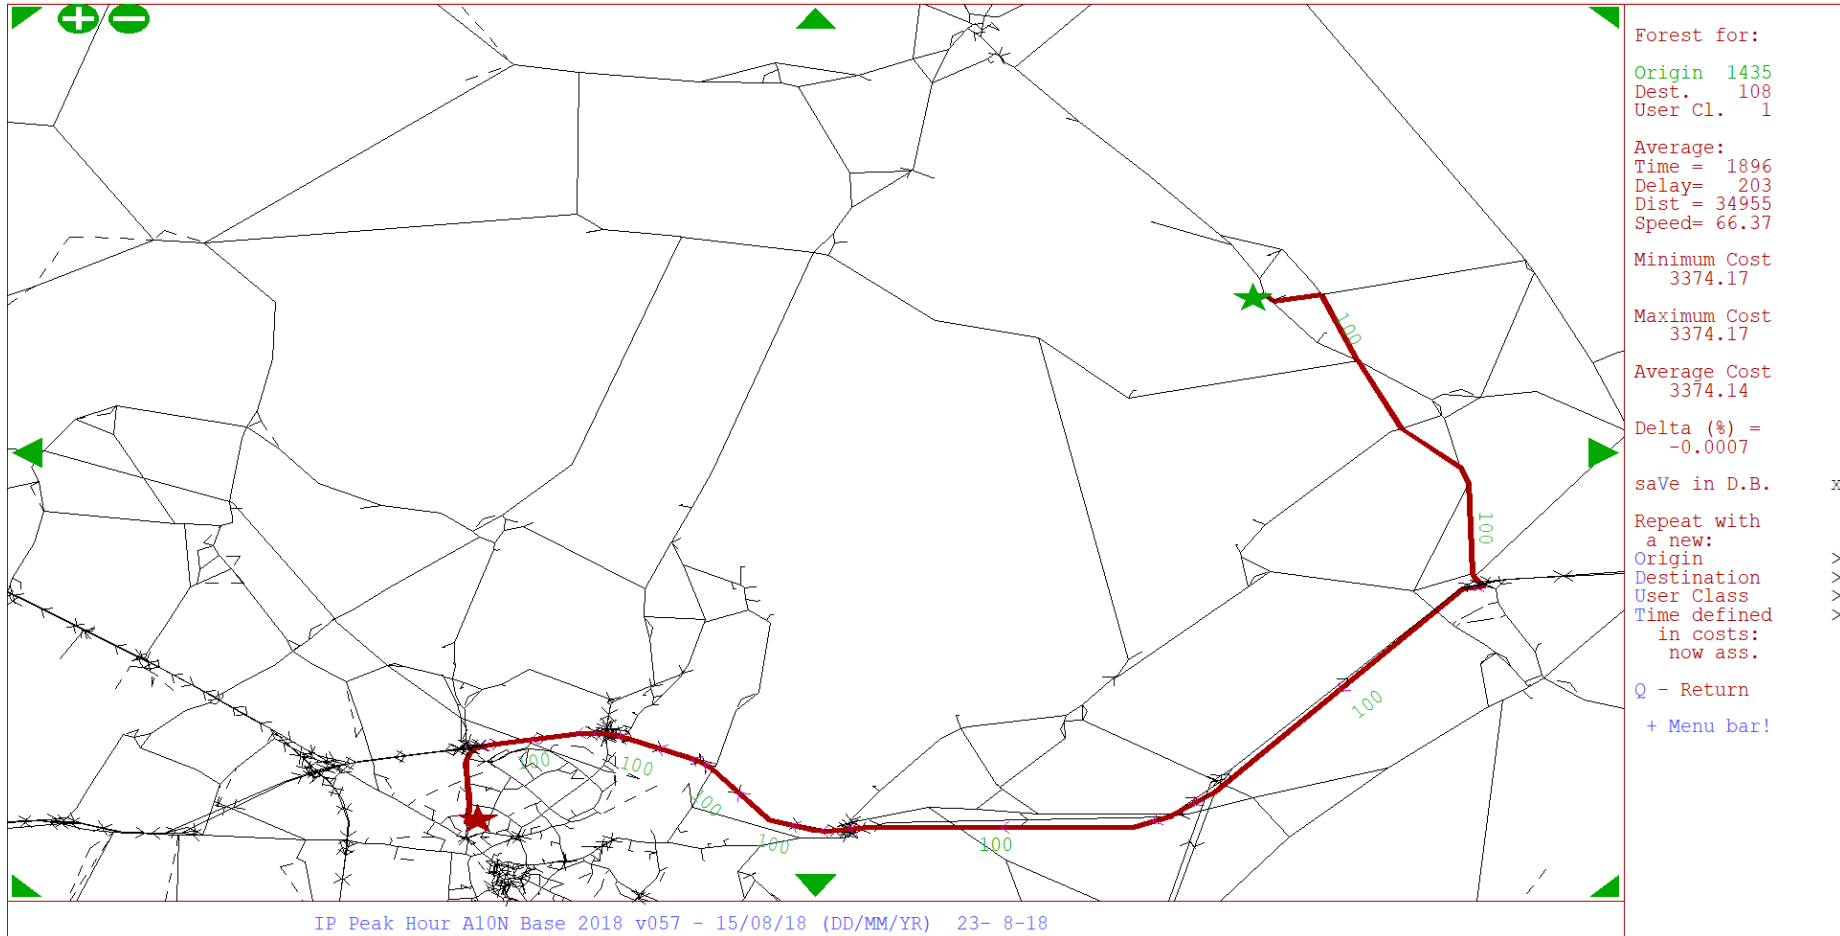 Forest for:
Origin 1435
Dest. 108
User Cl. 1
Average:
Time = 1896
Delay= 203
Dist = 34955
Speed= 66.37
Minimum Cost
3374.17
Maximum Cost
3374.17
Average Cost
3374.14
Delta (%) =
-0.0007
saVe in D.B. x
Repeat with
a new:
Origin >
Destination >
User Class >
Time defined >
in costs:
now ass.
Q - Return
+ Menu bar!
100
100
100
100
100
100
100
100
IP Peak Hour A10N Base 2018 v057 - 15/08/18 (DD/MM/YR) 23- 8-18